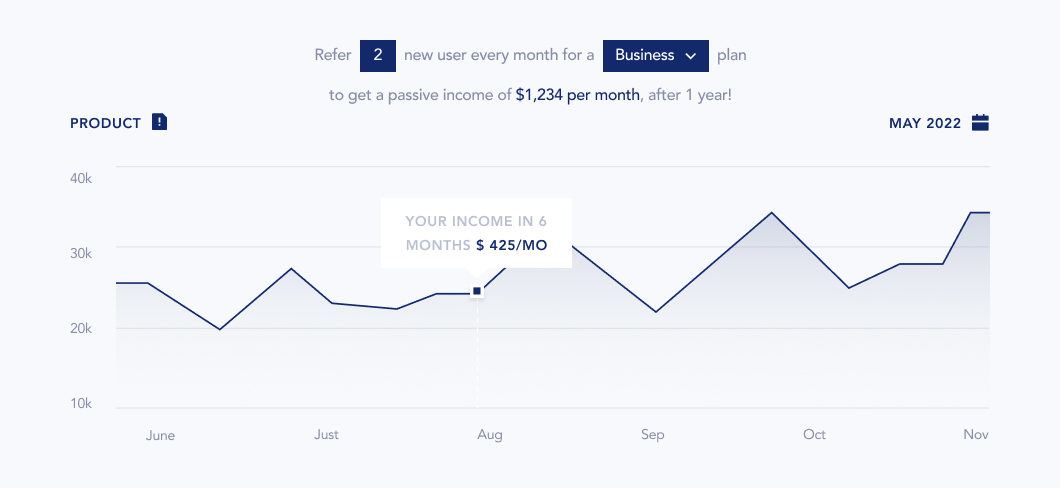 Refer 2 new user every month for a Business plan
to get a passive income of $1,234 per month, after 1 year!
PRODUCT ! MAY 2022
40k
YOUR INCOME IN 6
MONTHS $ 425/MO
30k
20k
10k
June Just Aug Sep Oct Nov